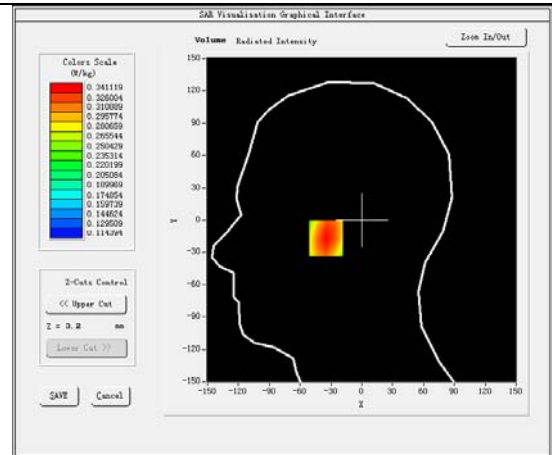 SAR Visualisation Graphical Interface
Volume Radiated Intensity
Zoom In/Out
Colors Scale
(W/kg)
0.341119
0.326004
0.310889
0.295774
0.280659
0.265544
0.250429
0.235314
0.220199
0.205084
0.189969
0.174854
0.159739
0.144624
0.129509
0.114394
Z-Cuts Control
<< Upper Cut
Z = 3.2 mm
Lower Cut >>
SAVE Cancel
150
120
90
60
30
0
-30
-60
-90
-120
-150
Y
-150 -120 -90 -60 -30 0 30 60 90 120 150
X